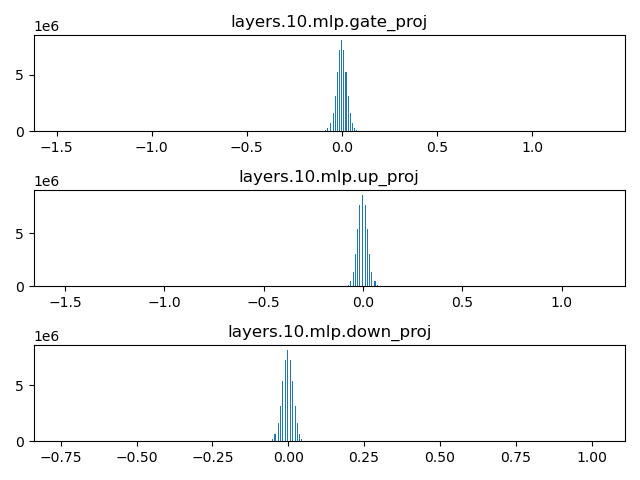 layers.10.mlp.gate_proj
1e6
5
0
−1.5 −1.0 −0.5 0.0 0.5 1.0
layers.10.mlp.up_proj
1e6
5
0
−1.5 −1.0 −0.5 0.0 0.5 1.0
layers.10.mlp.down_proj
1e6
5
0
−0.75 −0.50 −0.25 0.00 0.25 0.50 0.75 1.00